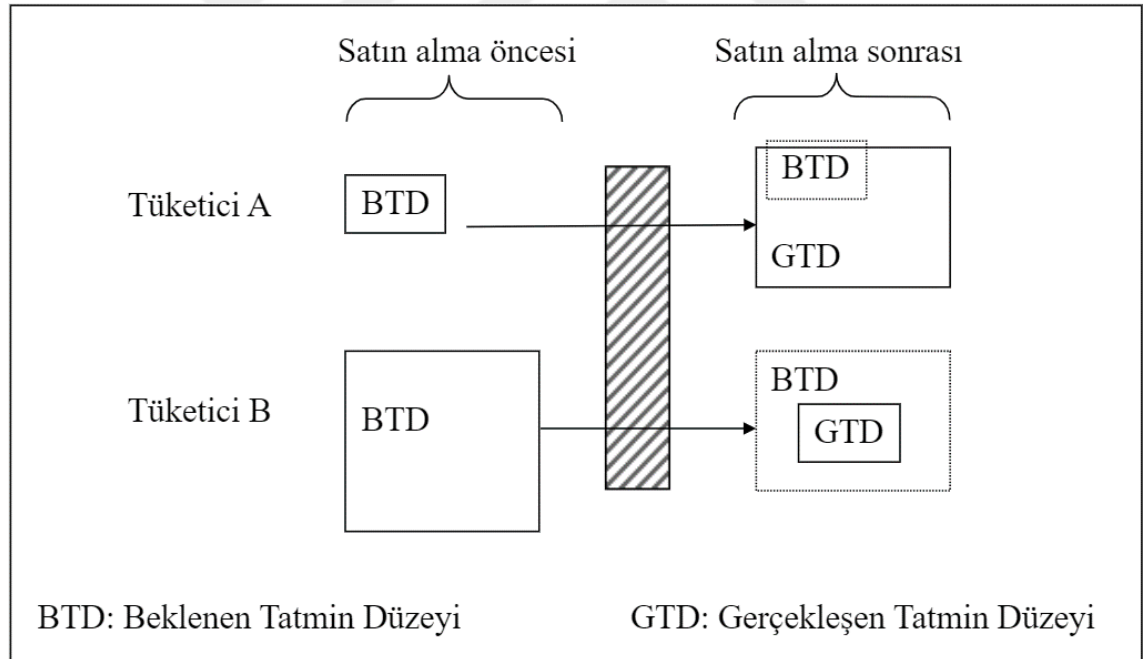 Satın alma öncesi
Satın alma sonrası
Tüketici A
BTD
BTD
GTD
Tüketici B
BTD
BTD
GTD
BTD: Beklenen Tatmin Düzeyi
GTD: Gerçekleşen Tatmin Düzeyi